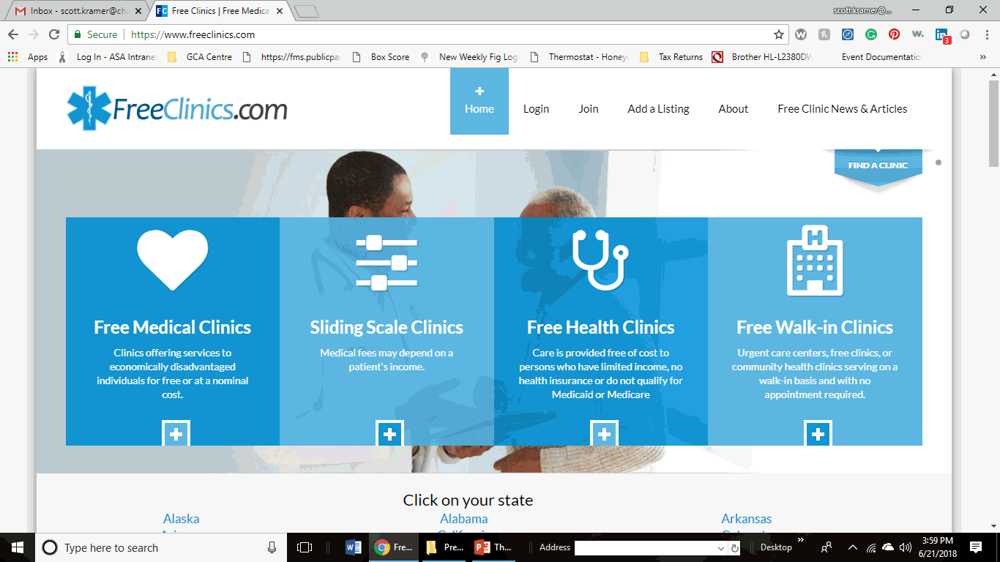 Inbox - scott.kramer@cha
Free Clinics | Free Medica
scott.kramer@...
Secure
https://www.freeclinics.com
3
Apps
Log In - ASA Intranet
GCA Centre
https://fms.publicpar
Box Score
New Weekly Fig Log
Thermostat - Honeyw
Tax Returns
Brother HL-L2380DW
Event Documentatio
FreeClinics.com
Home
Login
Join
Add a Listing
About
Free Clinic News & Articles
FIND A CLINIC
Free Medical Clinics
Clinics offering services to
economically disadvantaged
individuals for free or at a nominal
cost.
Sliding Scale Clinics
Medical fees may depend on a
patient's income.
Free Health Clinics
Care is provided free of cost to
persons who have limited income, no
health insurance or do not qualify for
Medicaid or Medicare
Free Walk-in Clinics
Urgent care centers, free clinics, or
community health clinics serving on a
walk-in basis and with no
appointment required.
Click on your state
Alaska
Alabama
Arkansas
Type here to search
Fre...
Pre...
Th...
Address
Desktop
3:59 PM
6/21/2018